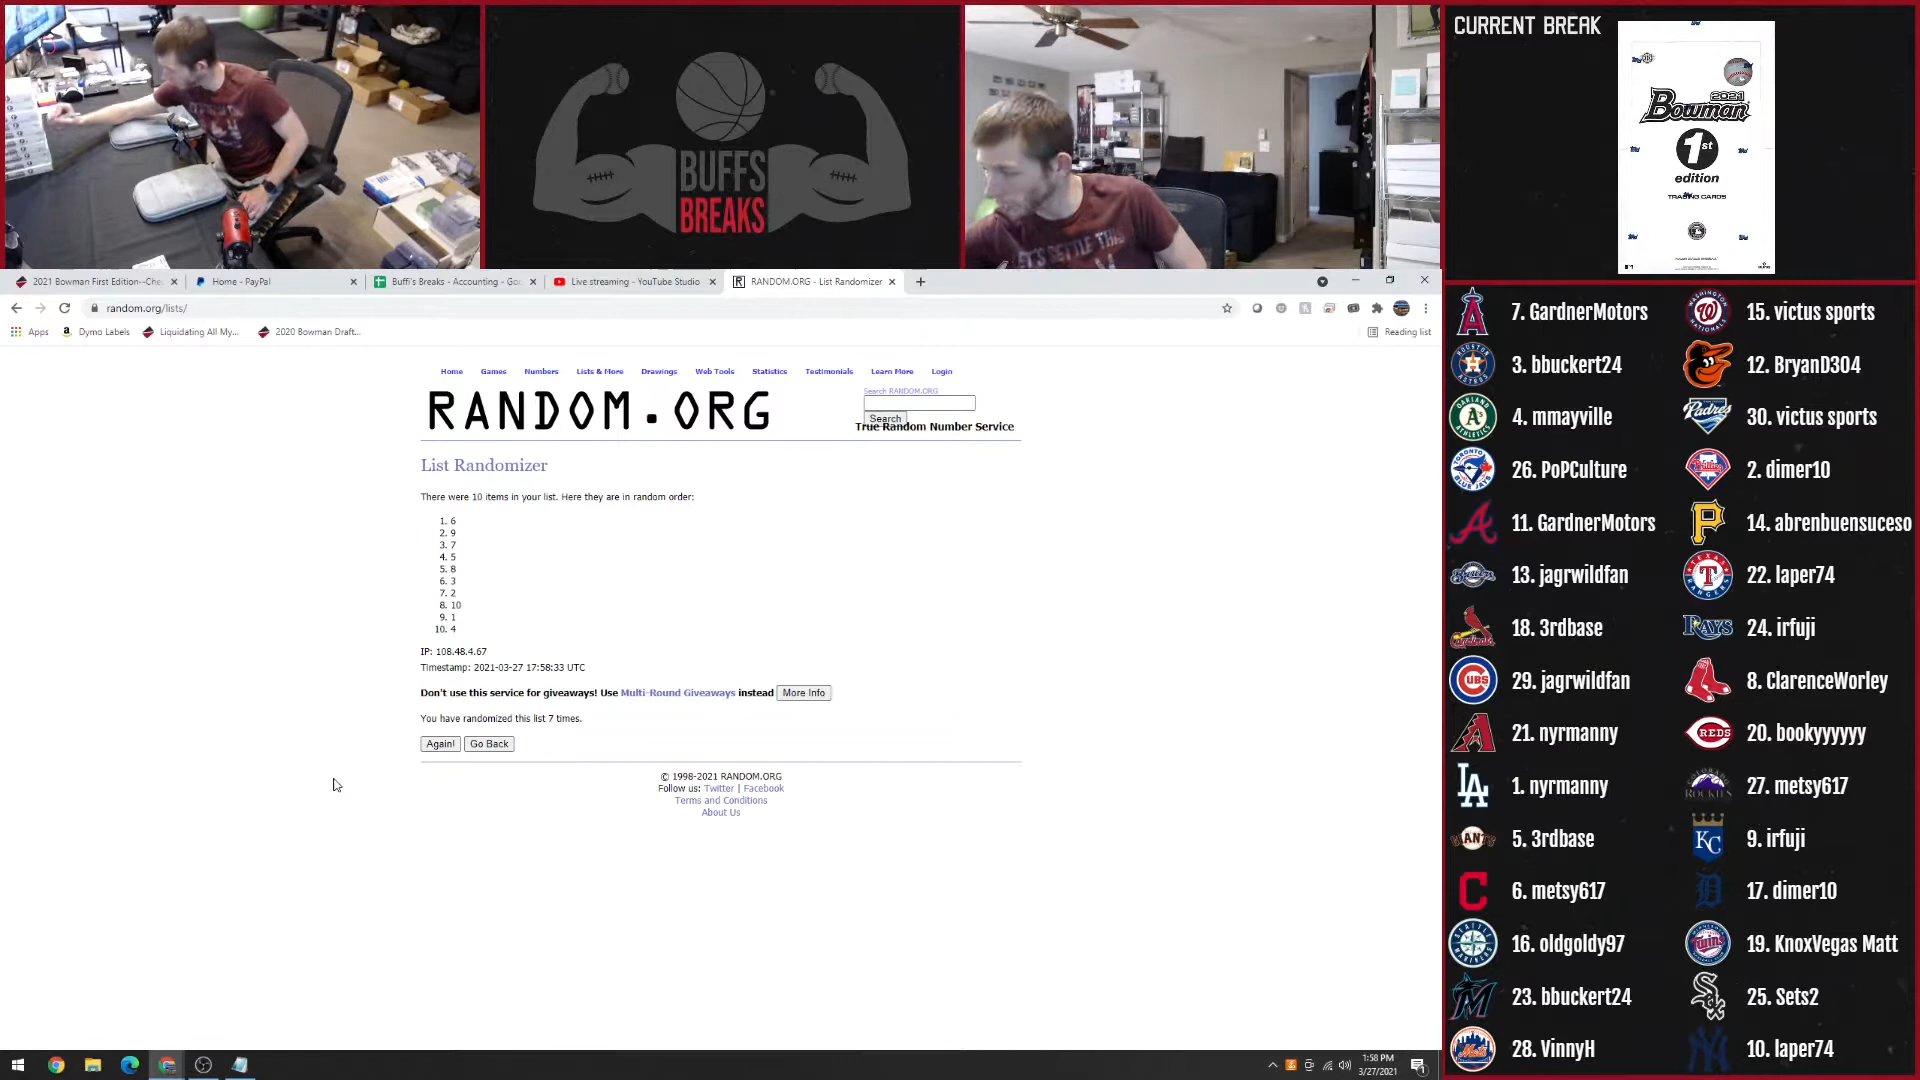 CURRENT BREAK
2021
Bowman
1st
edition
TRADING CARDS
BUFFS
BREAKS
LET'S SETTLE THIS
2021 Bowman First Edition--Che
Home - PayPal
Buffi's Breaks - Accounting - Go
Live streaming - YouTube Studio
RANDOM.ORG - List Randomizer
random.org/lists/
Apps
Dymo Labels
Liquidating All My...
2020 Bowman Draft...
Reading list
Home
Games
Numbers
Lists & More
Drawings
Web Tools
Statistics
Testimonials
Learn More
Login
RANDOM.ORG
Search RANDOM.ORG
Search
True Random Number Service
List Randomizer
There were 10 items in your list. Here they are in random order:
1. 6
2. 9
3. 7
4. 5
5. 8
6. 3
7. 2
8. 10
9. 1
10. 4
IP: 108.48.4.67
Timestamp: 2021-03-27 17:58:33 UTC
Don't use this service for giveaways! Use Multi-Round Giveaways instead More Info
You have randomized this list 7 times.
Again! Go Back
© 1998-2021 RANDOM.ORG
Follow us: Twitter | Facebook
Terms and Conditions
About Us
7. GardnerMotors
15. victus sports
3. bbuckert24
12. BryanD304
4. mmayville
30. victus sports
26. PoPCulture
2. dimer10
11. GardnerMotors
14. abrenbuensuceso
13. jagrwildfan
22. laper74
18. 3rdbase
24. irfuji
29. jagrwildfan
8. ClarenceWorley
21. nyrmanny
20. bookyyyyyy
1. nyrmanny
27. metsy617
5. 3rdbase
9. irfuji
6. metsy617
17. dimer10
16. oldgoldy97
19. KnoxVegas Matt
23. bbuckert24
25. Sets2
28. VinnyH
10. laper74
1:58 PM
3/27/2021